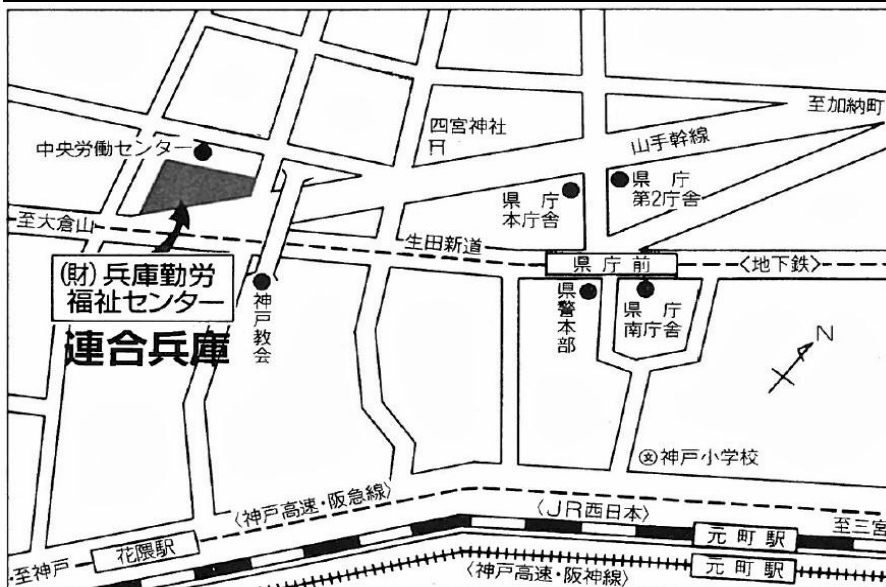 至加納町
四宮神社
山手幹線
中央労働センター
県庁
本庁舎
県庁
第2庁舎
至大倉山
生田新道
県庁前
〈地下鉄〉
(財)兵庫勤労
福祉センター
連合兵庫
神戸教会
県警本部
県庁
南庁舎
N
文神戸小学校
〈神戸高速・阪急線〉
〈JR西日本〉
至三宮
元町駅
花隈駅
至神戸
〈神戸高速・阪神線〉
元町駅